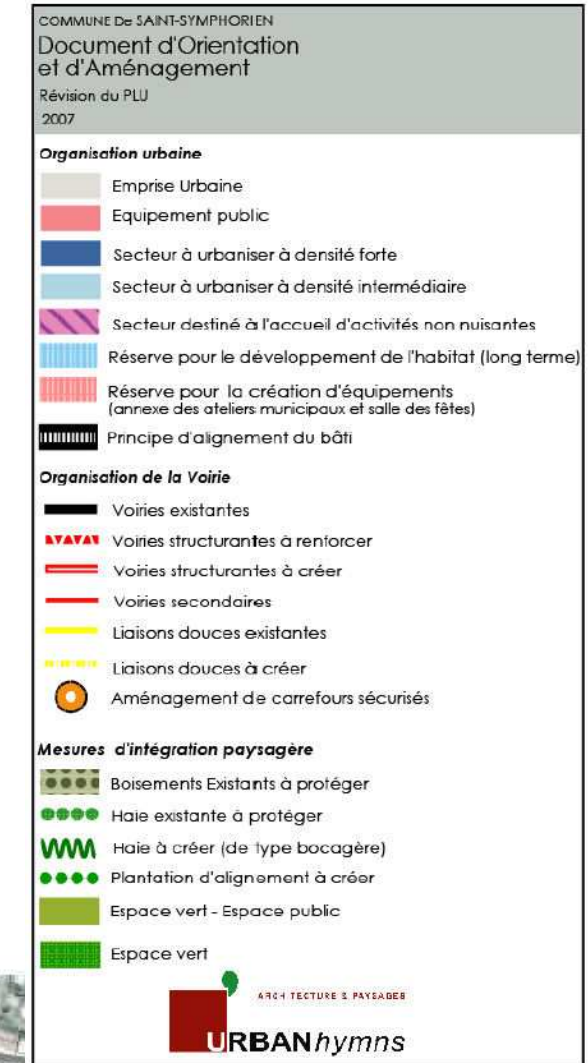 COMMUNE De SAINT-SYMPHORIEN
Document d'Orientation
et d'Aménagement
Révision du PLU
2007
Organisation urbaine
Emprise Urbaine
Equipement public
Secteur à urbaniser à densité forte
Secteur à urbaniser à densité intermédiaire
Secteur destiné à l'accueil d'activités non nuisantes
Réserve pour le développement de l'habitat (long terme)
Réserve pour la création d'équipements
(annexe des ateliers municipaux et salle des fêtes)
Principe d'alignement du bâti
Organisation de la Voirie
Voiries existantes
Voiries structurantes à renforcer
Voiries structurantes à créer
Voiries secondaires
Liaisons douces existantes
Liaisons douces à créer
Aménagement de carrefours sécurisés
Mesures d'intégration paysagère
Boisements Existants à protéger
Haie existante à protéger
Haie à créer (de type bocagère)
Plantation d'alignement à créer
Espace vert - Espace public
Espace vert
ARCHITECTURE & PAYSAGES
URBANhymns